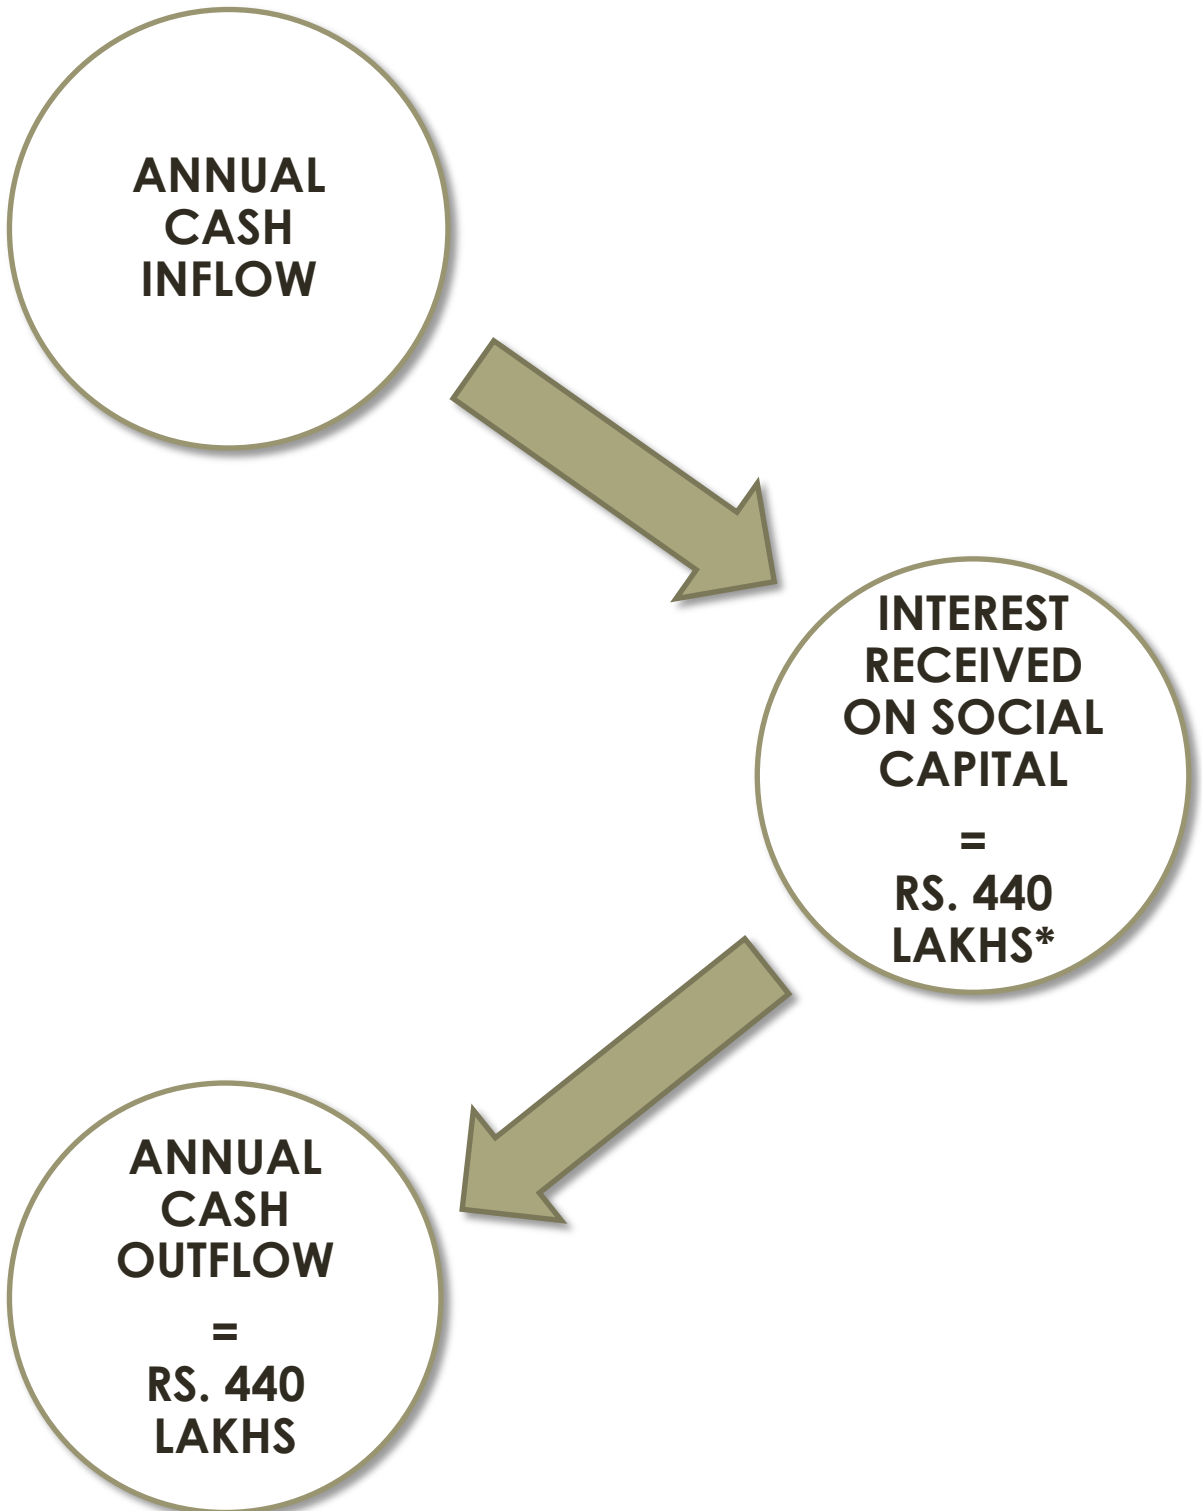 ANNUAL
CASH
INFLOW
INTEREST
RECEIVED
ON SOCIAL
CAPITAL
=
RS. 440
LAKHS*
ANNUAL
CASH
OUTFLOW
=
RS. 440
LAKHS